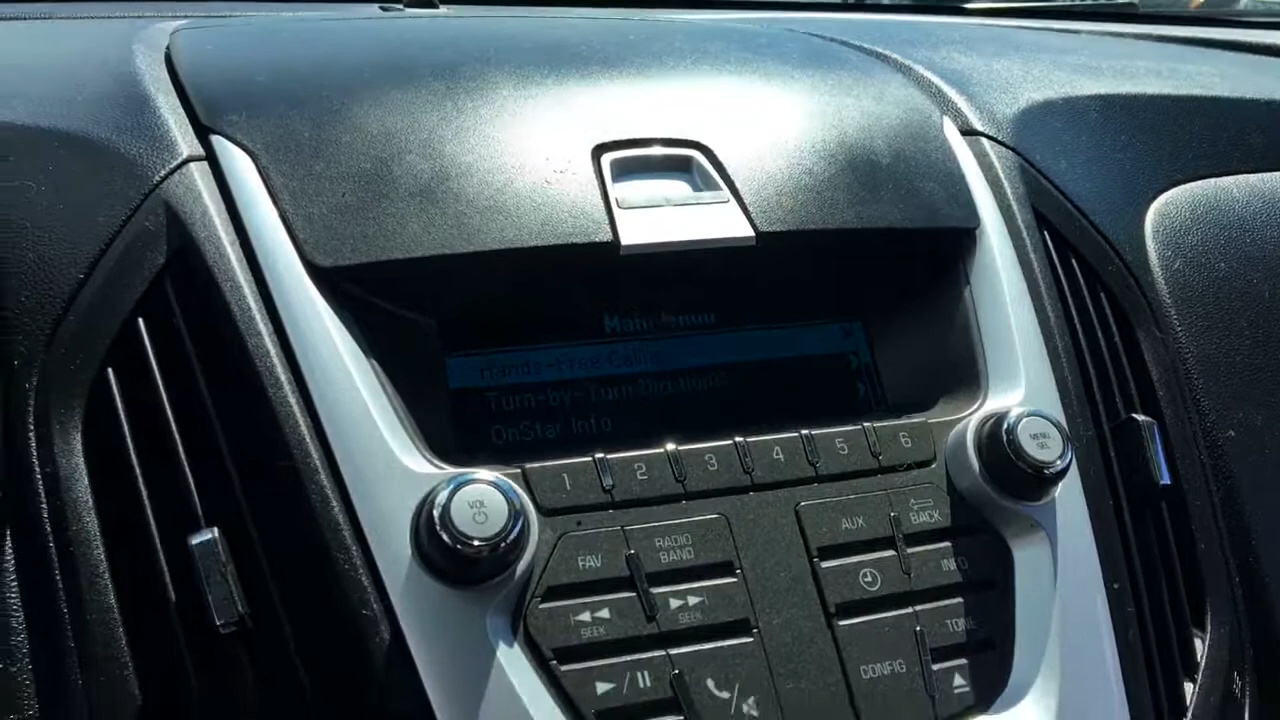 Main Menu
Hands-Free Calling
Turn-by-Turn Directions
OnStar Info
1 2 3 4 5 6
MENU
SEL
VOL
AUX
BACK
FAV
RADIO
BAND
INFO
SEEK
SEEK
TONE
CONFIG